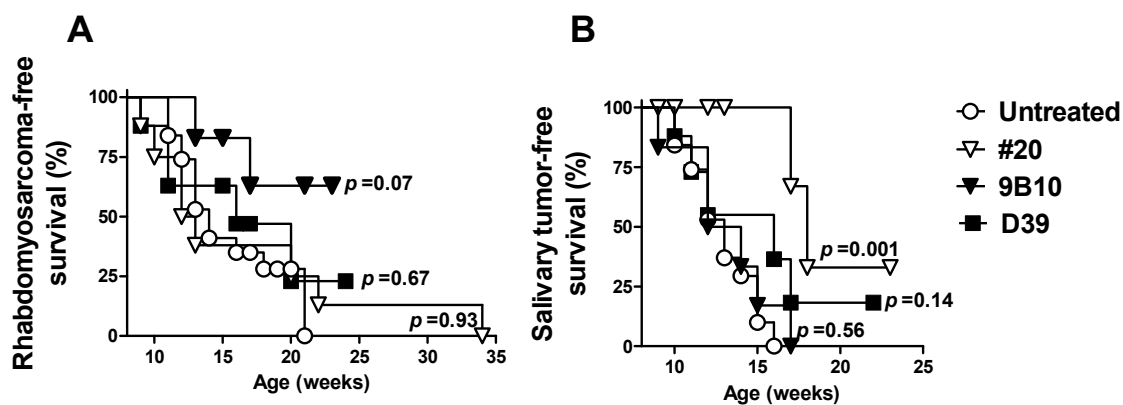 A
Rhabdomyosarcoma-free
survival (%)
100
75
50
25
0
p=0.07
p=0.67
p=0.93
10 15 20 25 30 35
Age (weeks)
B
Salivary tumor-free
survival (%)
100
75
50
25
0
p=0.001
p=0.14
p=0.56
10 15 20 25
Age (weeks)
Untreated
#20
9B10
D39